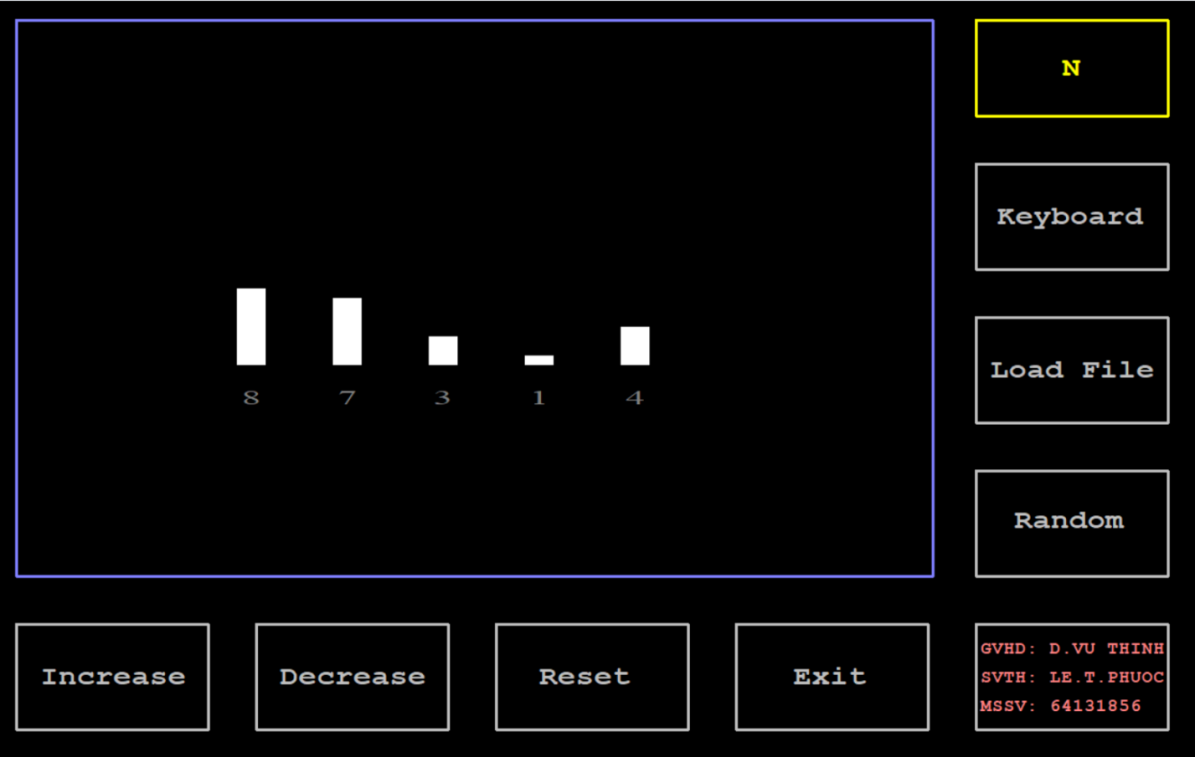 N
Keyboard
Load File
Random
8 7 3 1 4
Increase Decrease Reset Exit
GVHD: D.VU THINH
SVTH: LE.T.PHUOC
MSSV: 64131856